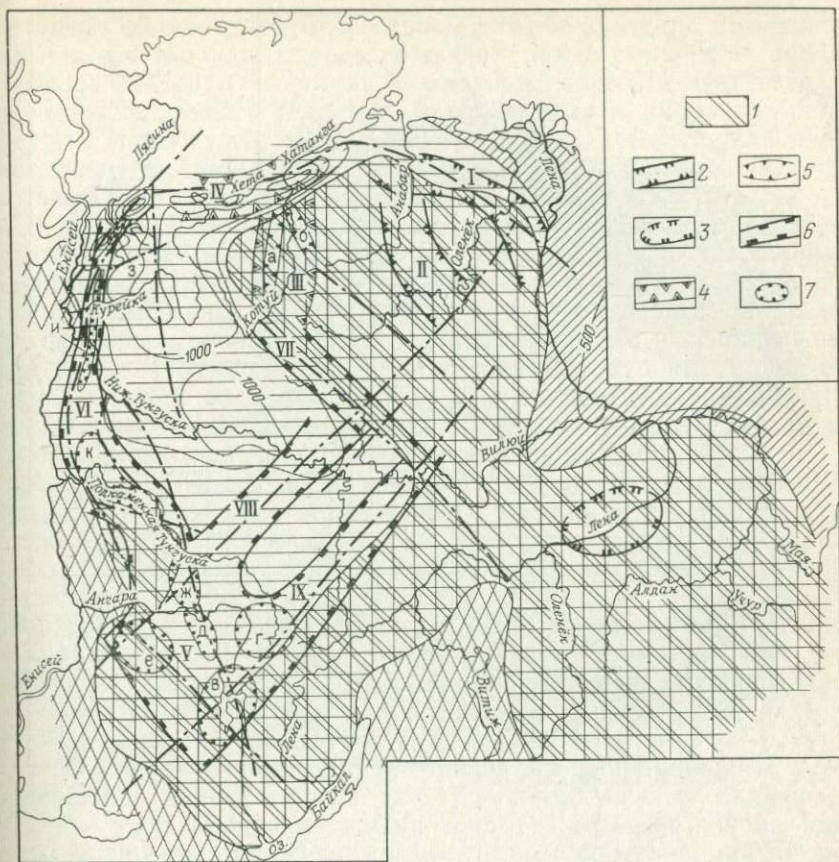 Пясина
Хета
Хатанга
IV
I
Лена
Анабар
Оленёк
II
Енисей
з
а
б
III
Котуй
Курейка
и
1000
VII
500
1000
Ниж. Тунгуска
VI
к
Вилюй
Подкаменная Тунгуска
VIII
Лена
Мая
Ангара
ж
IX
Алдан
Учур
Оленёк
д
г
е
V
в
Енисей
Витим
Лена
оз. Байкал
1
2
5
3
6
4
7